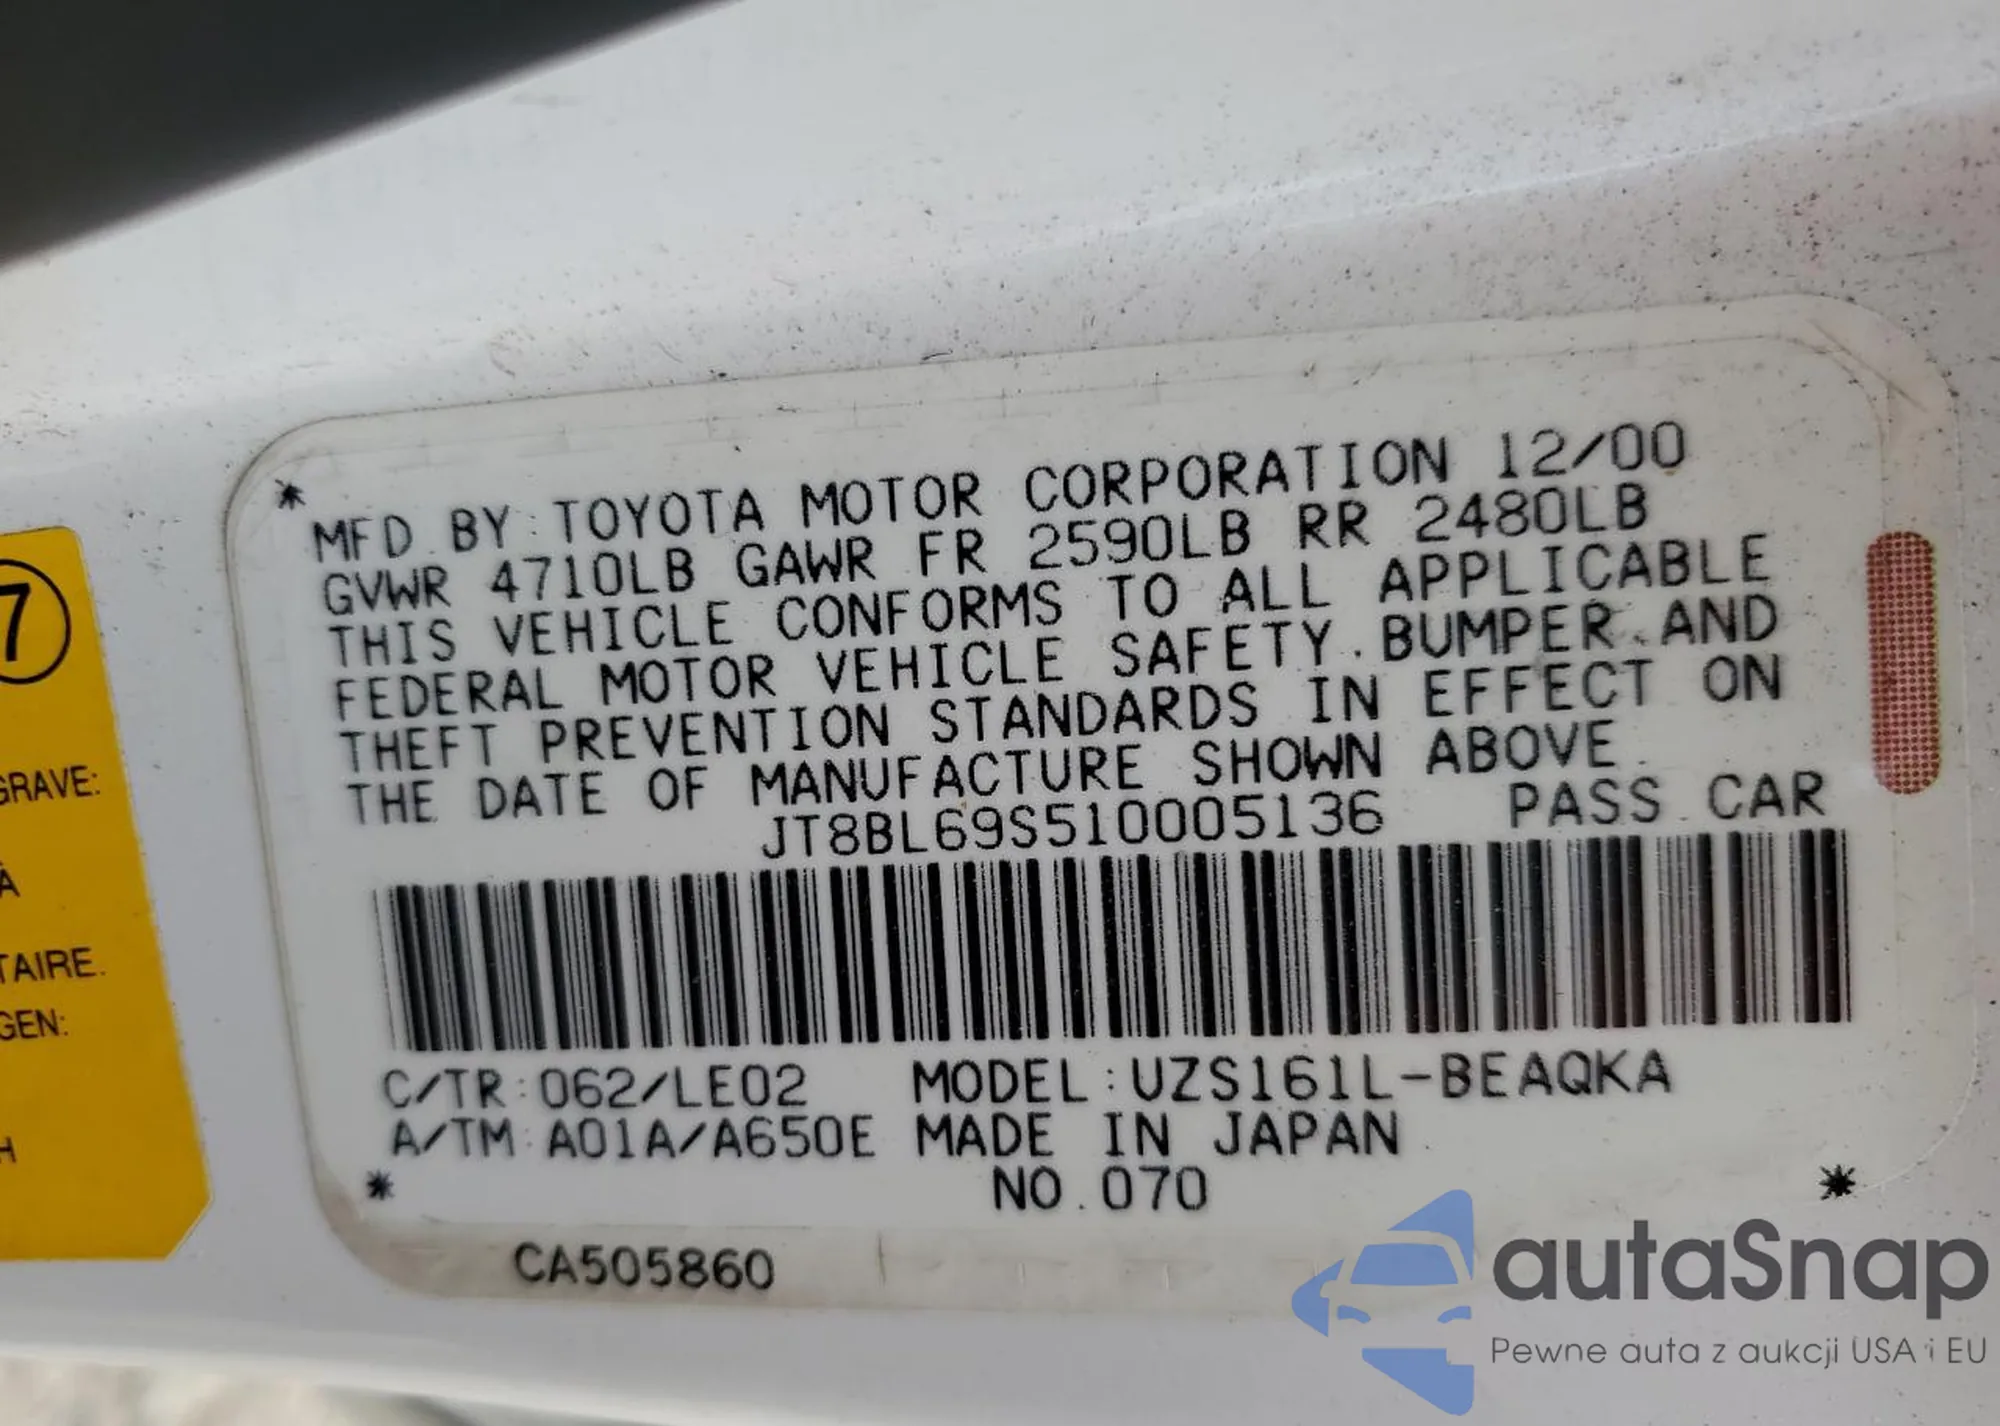 MFD. BY: TOYOTA MOTOR CORPORATION 12/00
GVWR 4710LB GAWR FR 2590LB RR 2480LB
THIS VEHICLE CONFORMS TO ALL APPLICABLE
FEDERAL MOTOR VEHICLE SAFETY, BUMPER, AND
THEFT PREVENTION STANDARDS IN EFFECT ON
THE DATE OF MANUFACTURE SHOWN ABOVE.
JT8BL69S510005136 PASS. CAR
C/TR:062/LE02 MODEL:UZS161L-BEAQKA
A/TM:A01A/A650E MADE IN JAPAN
NO.070
CA505860
7
GRAVE:
À
TAIRE.
GEN:
H
autaSnap
Pewne auta z aukcji USA i EU